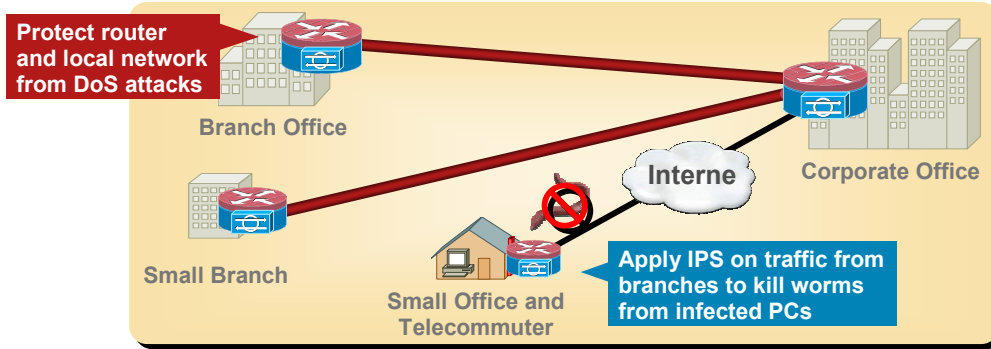 Protect router
and local network
from DoS attacks
Branch Office
Corporate Office
Interne
Small Branch
Small Office and
Telecommuter
Apply IPS on traffic from
branches to kill worms
from infected PCs